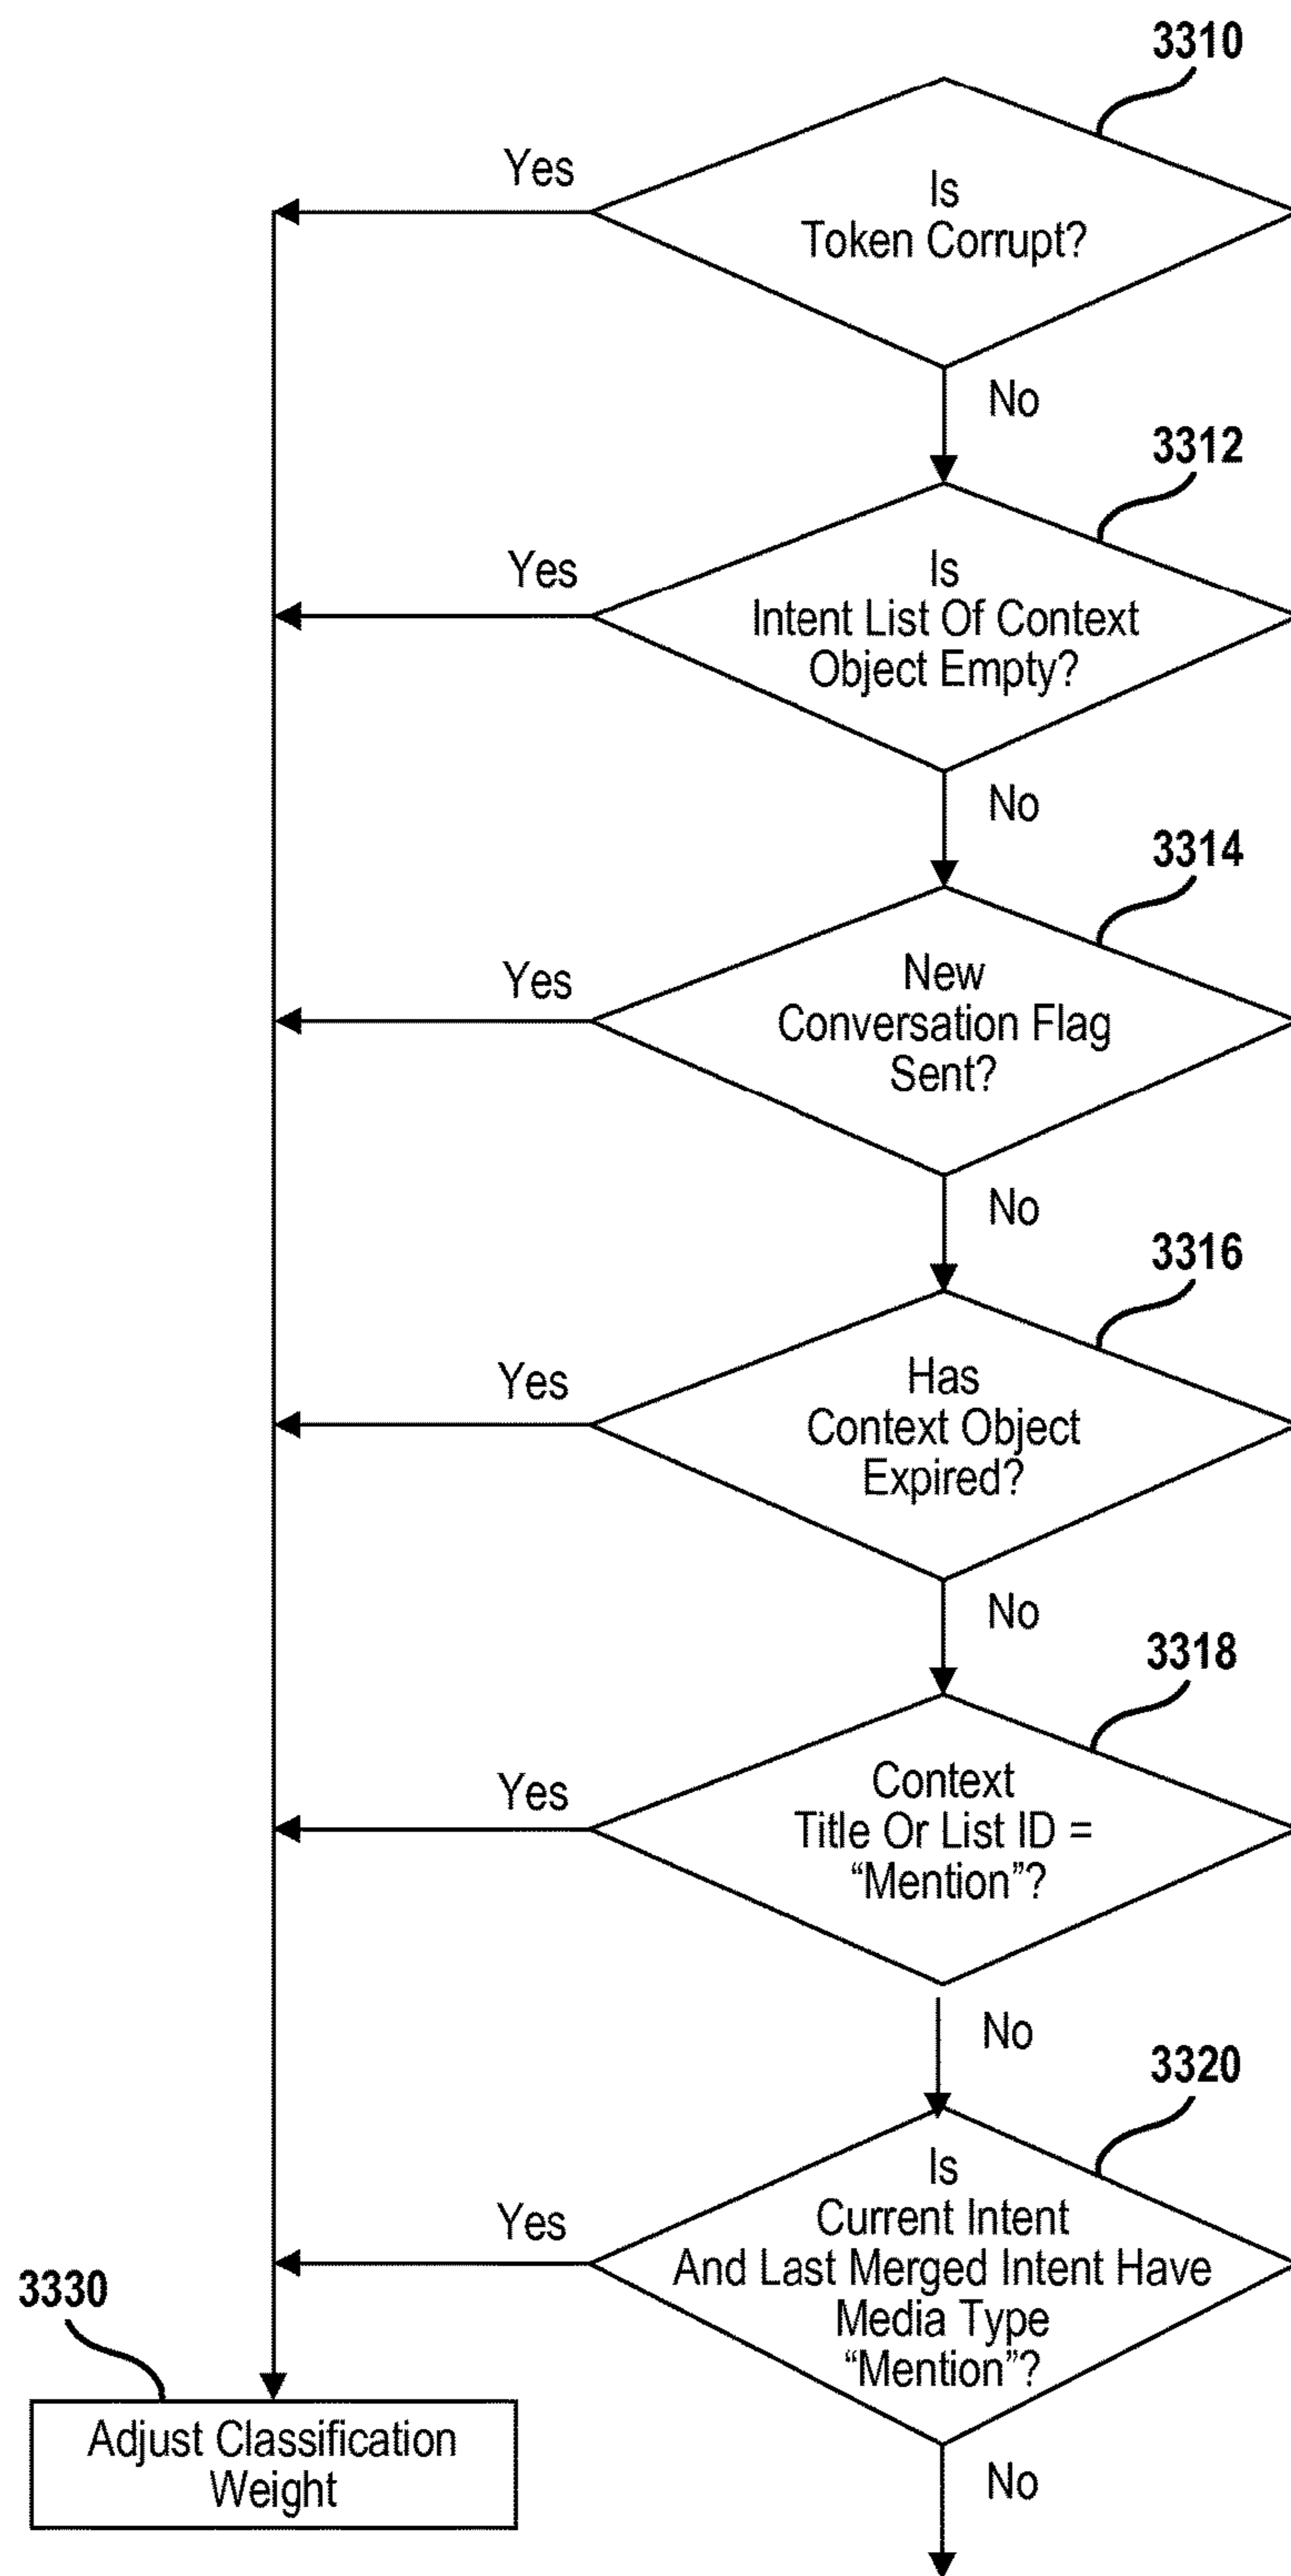 3310
Yes
Is
Token Corrupt?
No
3312
Yes
Is
Intent List Of Context
Object Empty?
No
3314
Yes
New
Conversation Flag
Sent?
No
3316
Yes
Has
Context Object
Expired?
No
3318
Yes
Context
Title Or List ID =
“Mention”?
No
3320
Yes
Is
Current Intent
And Last Merged Intent Have
Media Type
“Mention”?
3330
Adjust Classification
Weight
No